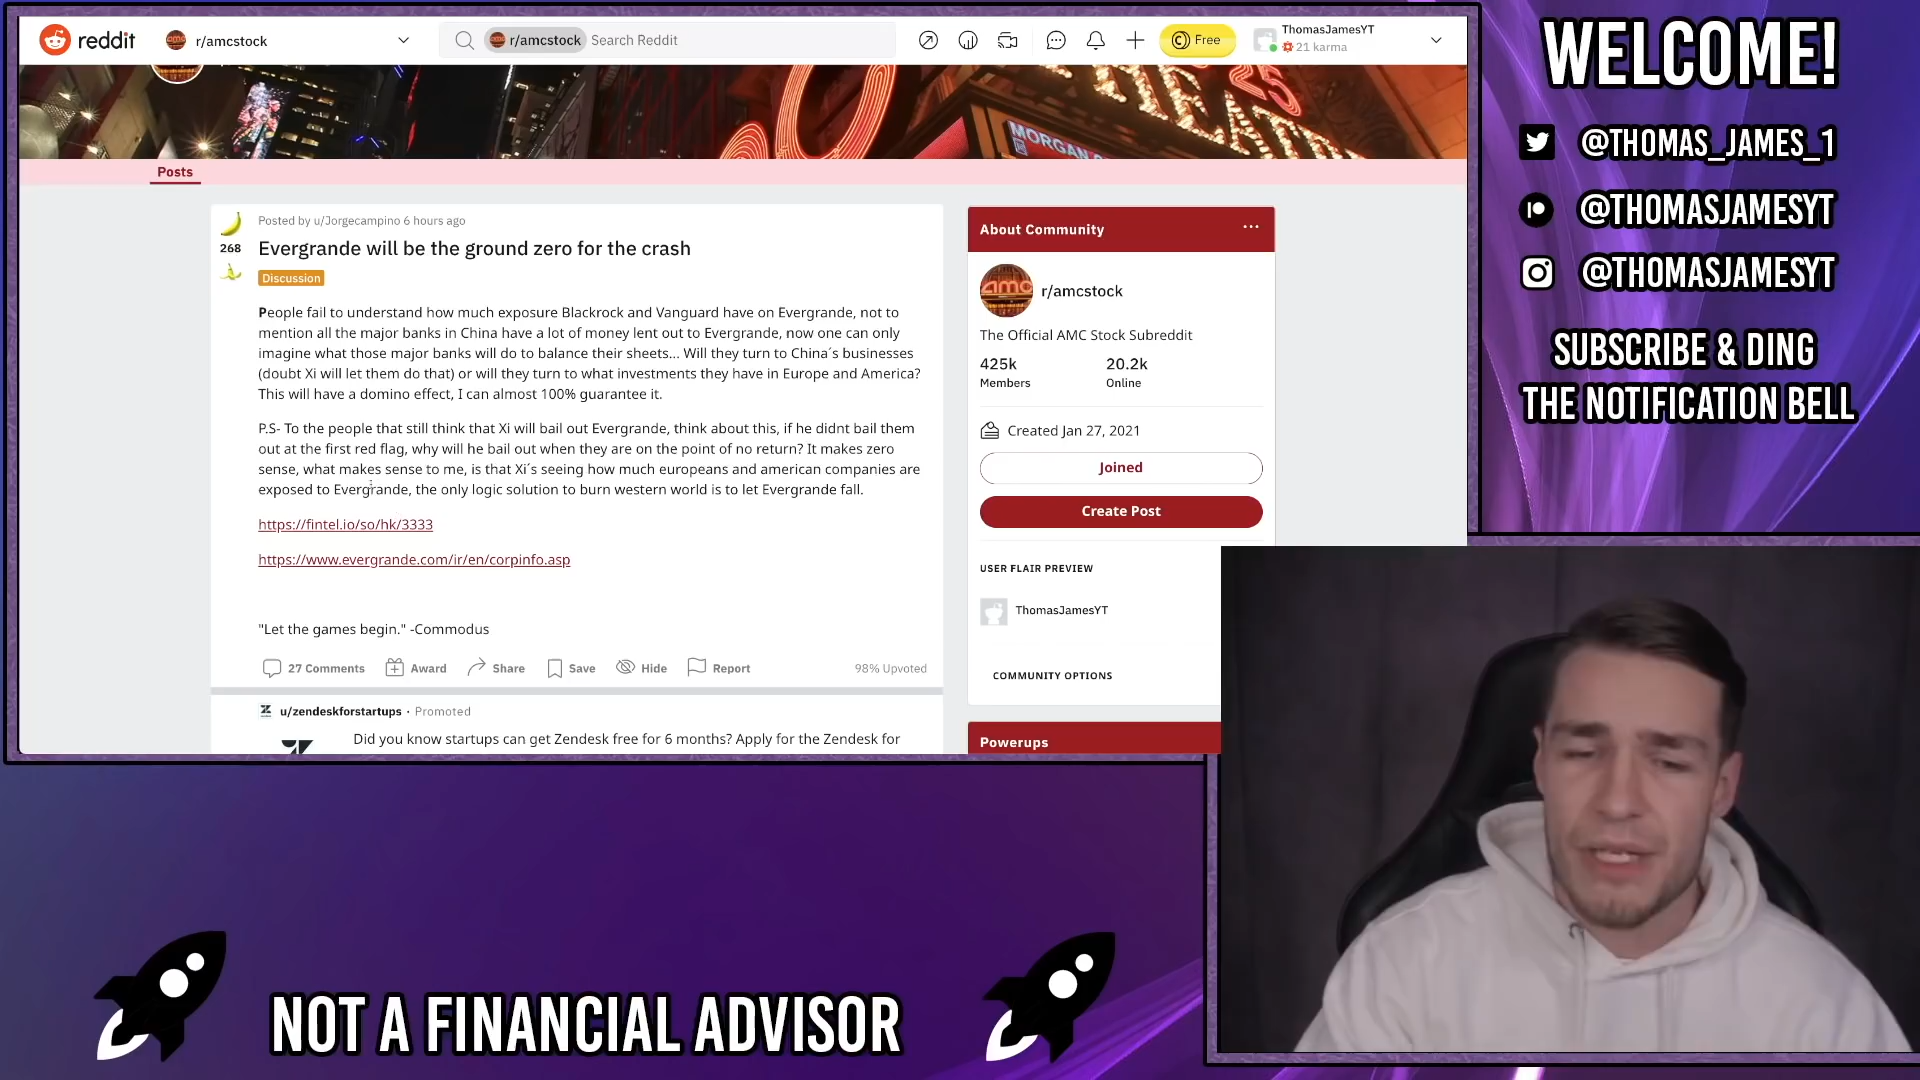 reddit
r/amcstock
r/amcstock Search Reddit
Free
ThomasJamesYT
21 karma
25
HEAT
MORGAN
Posts
Posted by u/Jorgecampino 6 hours ago
268
Evergrande will be the ground zero for the crash
Discussion
People fail to understand how much exposure Blackrock and Vanguard have on Evergrande, not to
mention all the major banks in China have a lot of money lent out to Evergrande, now one can only
imagine what those major banks will do to balance their sheets... Will they turn to China´s businesses
(doubt Xi will let them do that) or will they turn to what investments they have in Europe and America?
This will have a domino effect, I can almost 100% guarantee it.
P.S- To the people that still think that Xi will bail out Evergrande, think about this, if he didnt bail them
out at the first red flag, why will he bail out when they are on the point of no return? It makes zero
sense, what makes sense to me, is that Xi´s seeing how much europeans and american companies are
exposed to Evergrande, the only logic solution to burn western world is to let Evergrande fall.
https://fintel.io/so/hk/3333
https://www.evergrande.com/ir/en/corpinfo.asp
"Let the games begin." -Commodus
27 Comments
Award
Share
Save
Hide
Report
98% Upvoted
u/zendeskforstartups · Promoted
Did you know startups can get Zendesk free for 6 months? Apply for the Zendesk for
About Community
amc
r/amcstock
The Official AMC Stock Subreddit
425k
20.2k
Members
Online
Created Jan 27, 2021
Joined
Create Post
USER FLAIR PREVIEW
ThomasJamesYT
COMMUNITY OPTIONS
Powerups
WELCOME!
@THOMAS_JAMES_1
@THOMASJAMESYT
@THOMASJAMESYT
SUBSCRIBE & DING
THE NOTIFICATION BELL
NOT A FINANCIAL ADVISOR